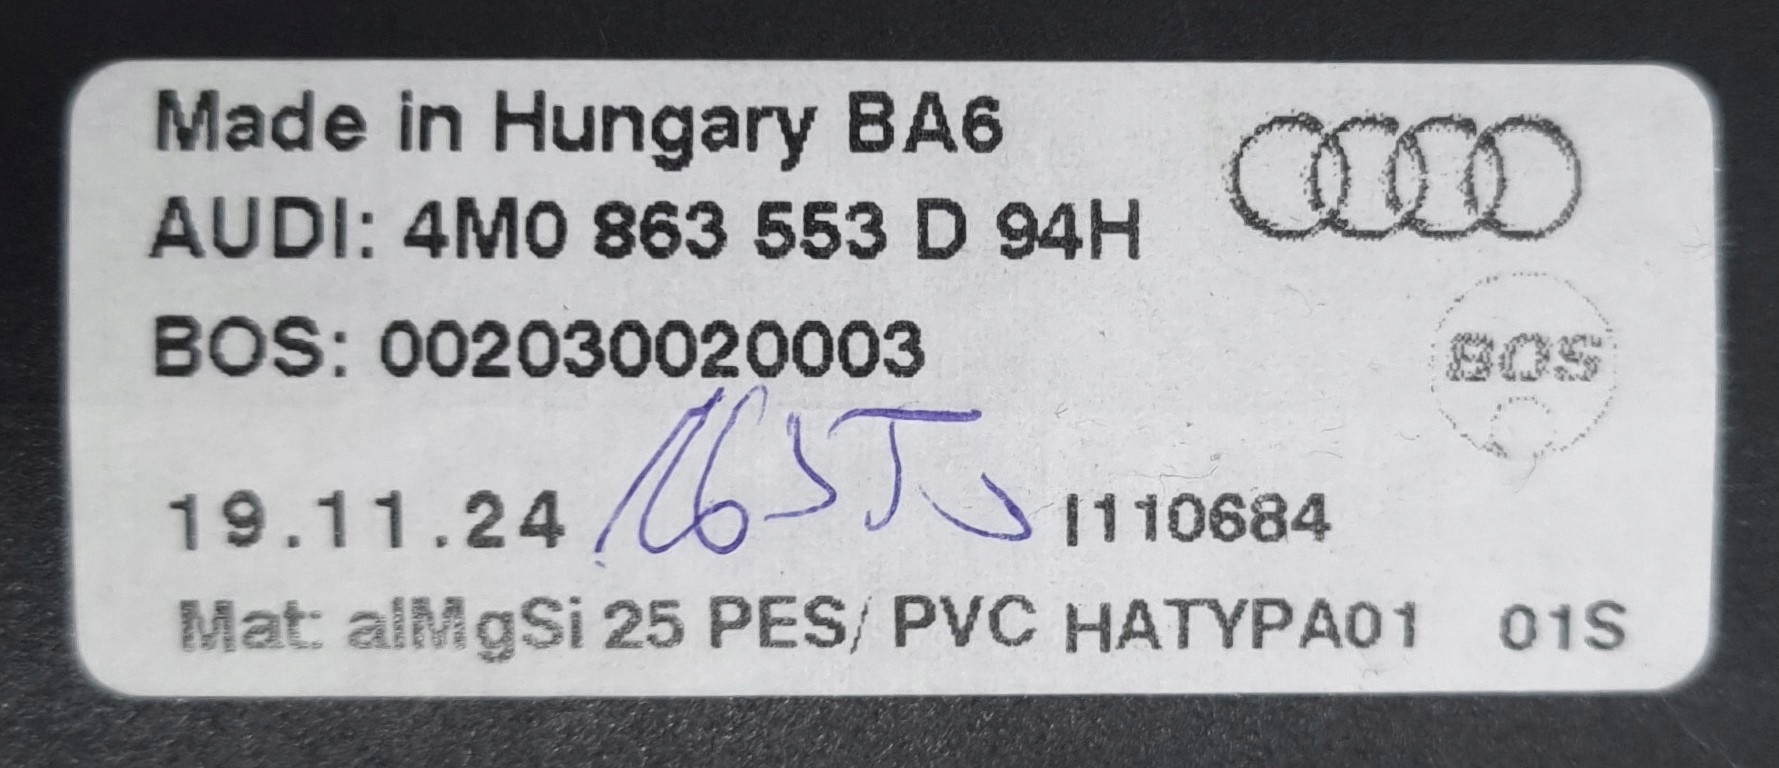 Made in Hungary BA6
AUDI: 4M0 863 553 D 94H
BOS: 002030020003
BOS
19.11.24 I110684
Mat: alMgSi 25 PES/ PVC HATYPA01 01S